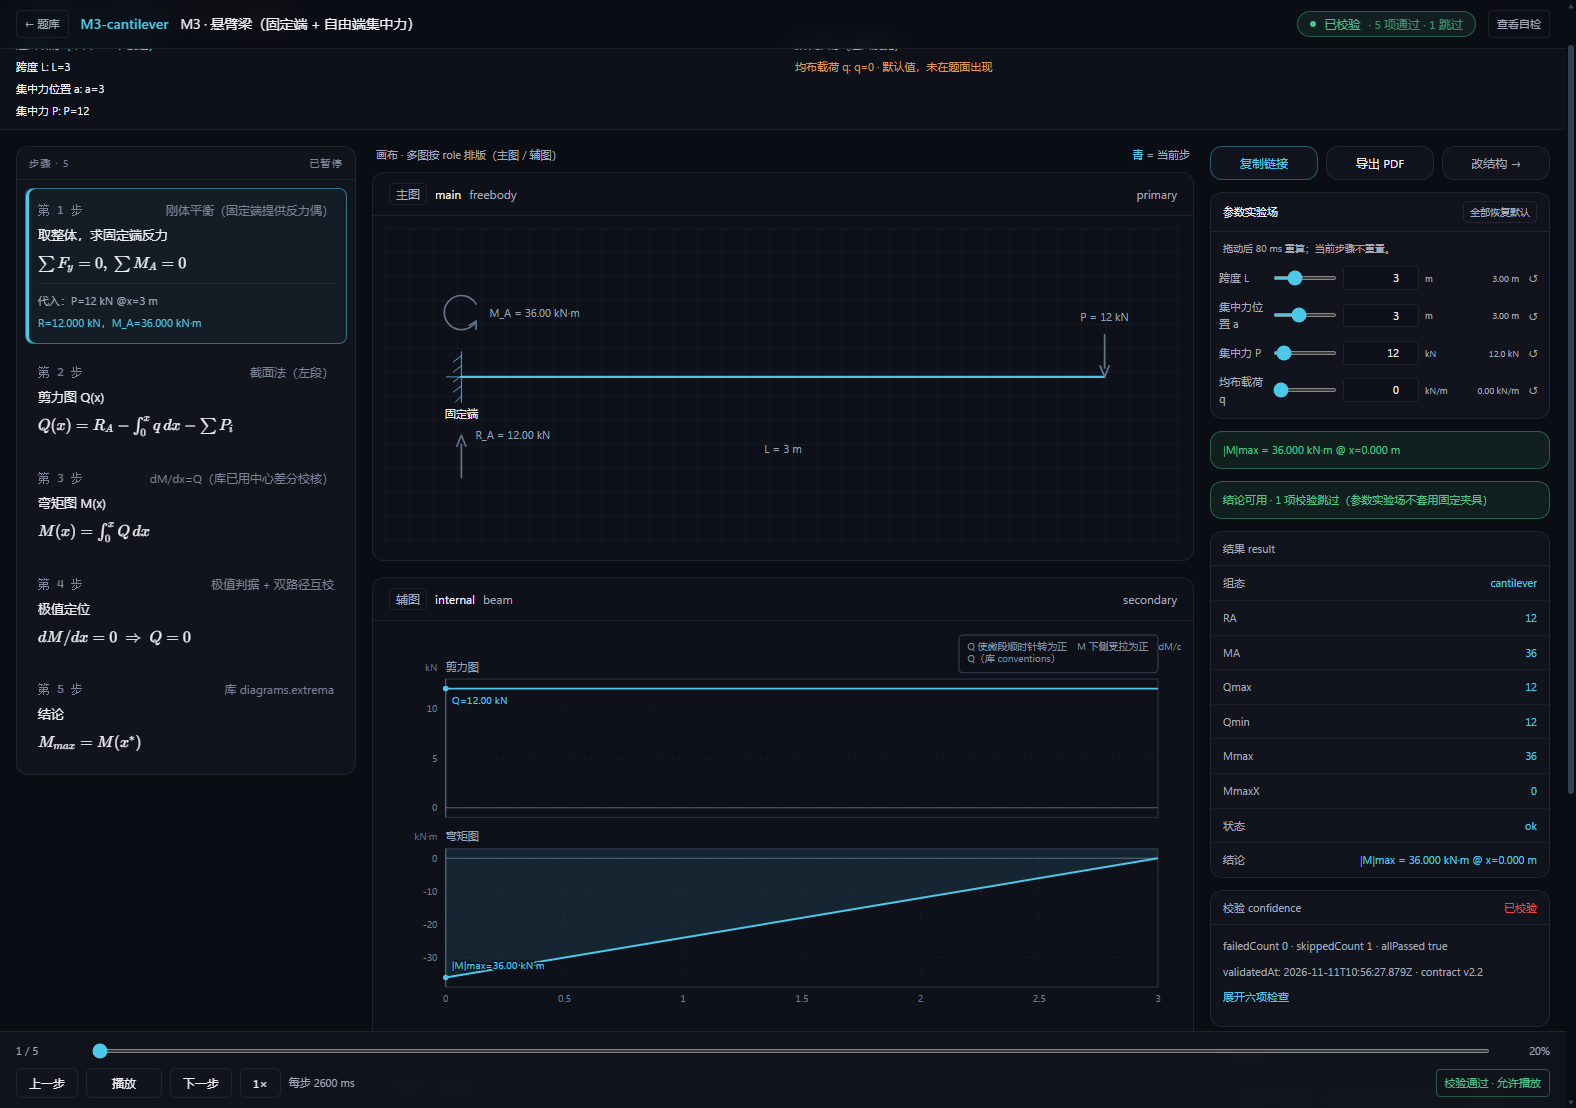 ← 题库
M3-cantilever
M3 · 悬臂梁（固定端 + 自由端集中力）
已校验 · 5 项通过 · 1 跳过
查看自检
跨度 L: L=3
均布载荷 q: q=0 · 默认值，未在题面出现
集中力位置 a: a=3
集中力 P: P=12
步骤 · 5
已暂停
第 1 步
刚体平衡（固定端提供反力偶）
取整体，求固定端反力
∑ F_y = 0, ∑ M_A = 0
代入：P=12 kN @x=3 m
R=12.000 kN，M_A=36.000 kN·m
第 2 步
截面法（左段）
剪力图 Q(x)
Q(x) = R_A − ∫_0^x q dx − ∑ P_i
第 3 步
dM/dx=Q（库已用中心差分校核）
弯矩图 M(x)
M(x) = ∫_0^x Q dx
第 4 步
极值判据 + 双路径互校
极值定位
dM/dx = 0 ⇒ Q = 0
第 5 步
库 diagrams.extrema
结论
M_max = M(x*)
画布 · 多图按 role 排版（主图 / 辅图）
青 = 当前步
主图
main freebody
primary
M_A = 36.00 kN·m
P = 12 kN
固定端
R_A = 12.00 kN
L = 3 m
辅图
internal beam
secondary
Q 使微段顺时针转为正 M 下侧受拉为正 dM/
Q（库 conventions）
kN
剪力图
Q=12.00 kN
10
5
0
kN·m
弯矩图
0
-10
-20
-30
|M|max=36.00 kN·m
0
0.5
1
1.5
2
2.5
3
复制链接
导出 PDF
改结构 →
参数实验场
全部恢复默认
拖动后 80 ms 重算；当前步骤不重置。
跨度 L
3
m
3.00 m ↺
集中力位置 a
3
m
3.00 m ↺
集中力 P
12
kN
12.0 kN ↺
均布载荷 q
0
kN/m
0.00 kN/m ↺
|M|max = 36.000 kN·m @ x=0.000 m
结论可用 · 1 项校验跳过（参数实验场不套用固定夹具）
结果 result
组态
cantilever
RA
12
MA
36
Qmax
12
Qmin
12
Mmax
36
MmaxX
0
状态
ok
结论
|M|max = 36.000 kN·m @ x=0.000 m
校验 confidence
已校验
failedCount 0 · skippedCount 1 · allPassed true
validatedAt: 2026-11-11T10:56:27.879Z · contract v2.2
展开六项检查
1 / 5
20%
上一步
播放
下一步
1×
每步 2600 ms
校验通过 · 允许播放